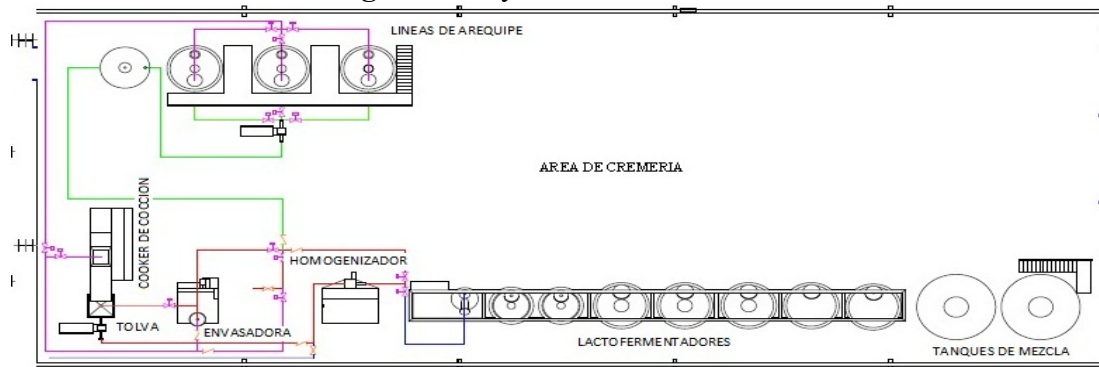 LINEAS DE AREQUIPE
AREA DE CREMERIA
COOKER DE COCCION
HOMOGENIZADOR
TOLVA
ENVASADORA
LACTOFERMENTADORES
TANQUES DE MEZCLA